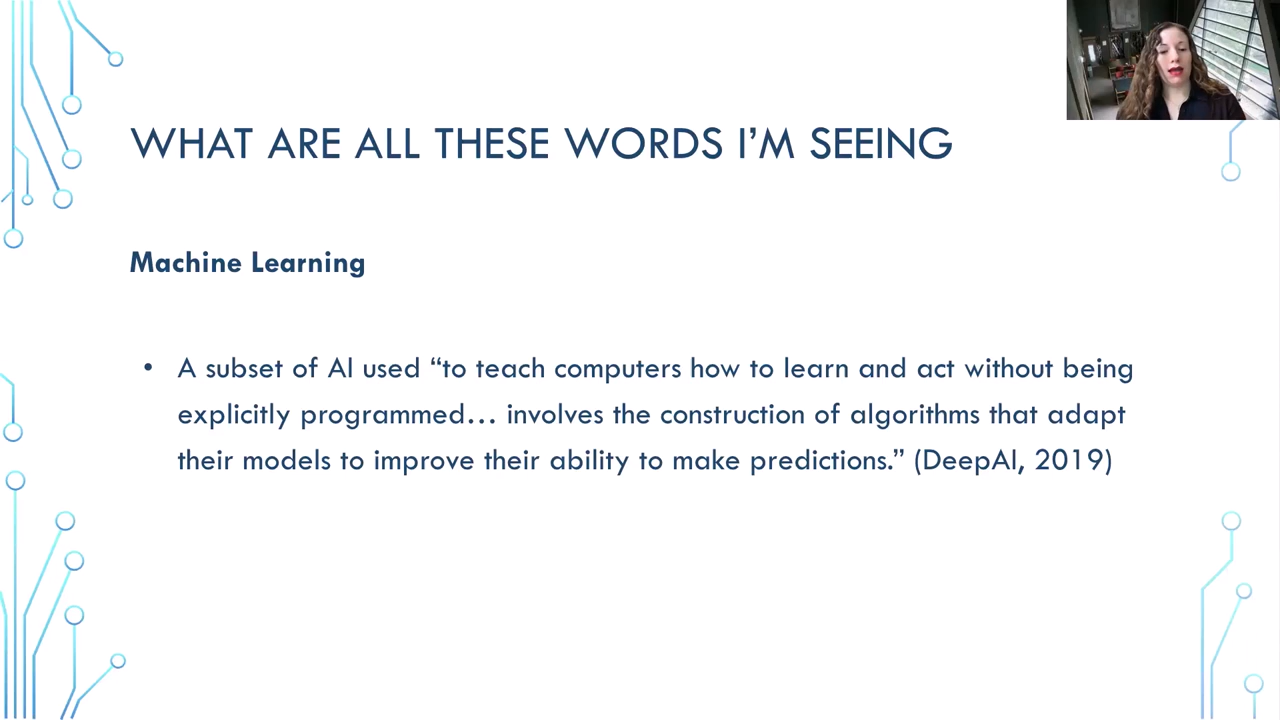 WHAT ARE ALL THESE WORDS I’M SEEING
Machine Learning
• A subset of AI used “to teach computers how to learn and act without being
explicitly programmed… involves the construction of algorithms that adapt
their models to improve their ability to make predictions.” (DeepAI, 2019)